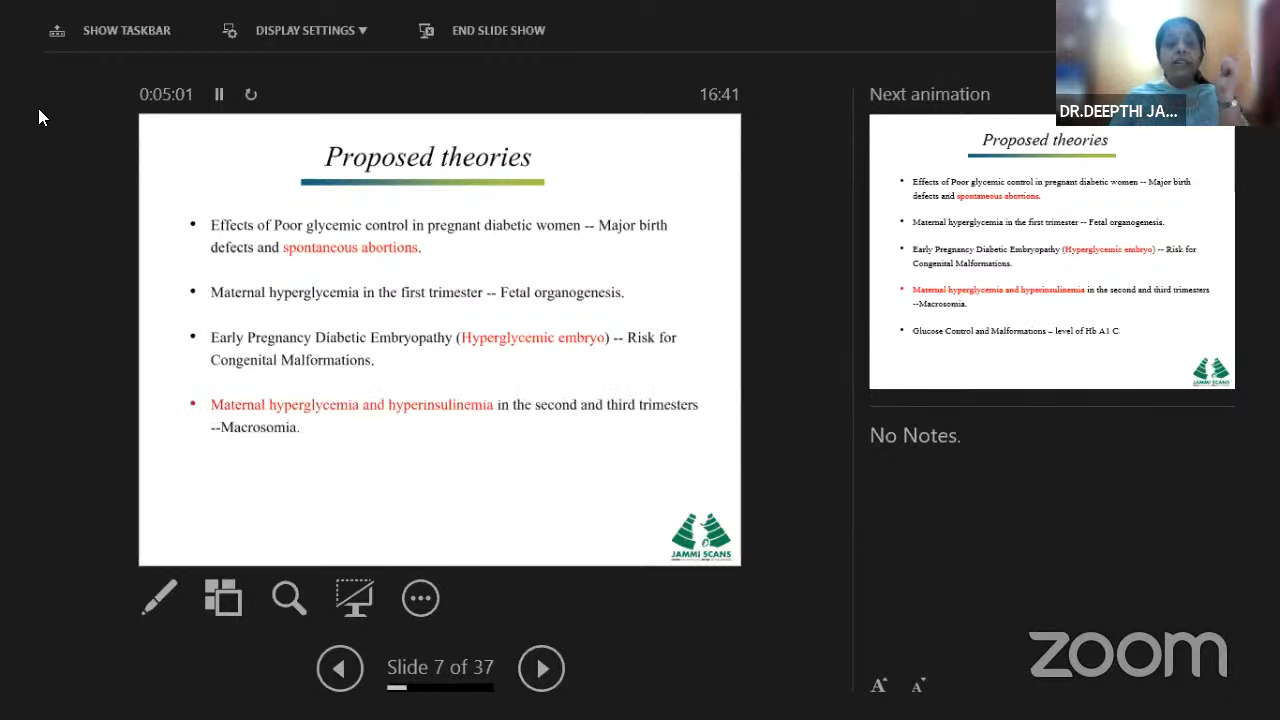 SHOW TASKBAR
DISPLAY SETTINGS
END SLIDE SHOW
DR.DEEPTHI JA...
0:05:01
16:41
Proposed theories
• Effects of Poor glycemic control in pregnant diabetic women -- Major birth
defects and spontaneous abortions.
• Maternal hyperglycemia in the first trimester -- Fetal organogenesis.
• Early Pregnancy Diabetic Embryopathy (Hyperglycemic embryo) -- Risk for
Congenital Malformations.
• Maternal hyperglycemia and hyperinsulinemia in the second and third trimesters
--Macrosomia.
JAMMI SCANS
Slide 7 of 37
Next animation
Proposed theories
• Effects of Poor glycemic control in pregnant diabetic women -- Major birth
defects and spontaneous abortions.
• Maternal hyperglycemia in the first trimester -- Fetal organogenesis.
• Early Pregnancy Diabetic Embryopathy (Hyperglycemic embryo) -- Risk for
Congenital Malformations.
• Maternal hyperglycemia and hyperinsulinemia in the second and third trimesters
--Macrosomia.
• Glucose Control and Malformations – level of Hb A1 C.
JAMMI SCANS
No Notes.
A A
zoom